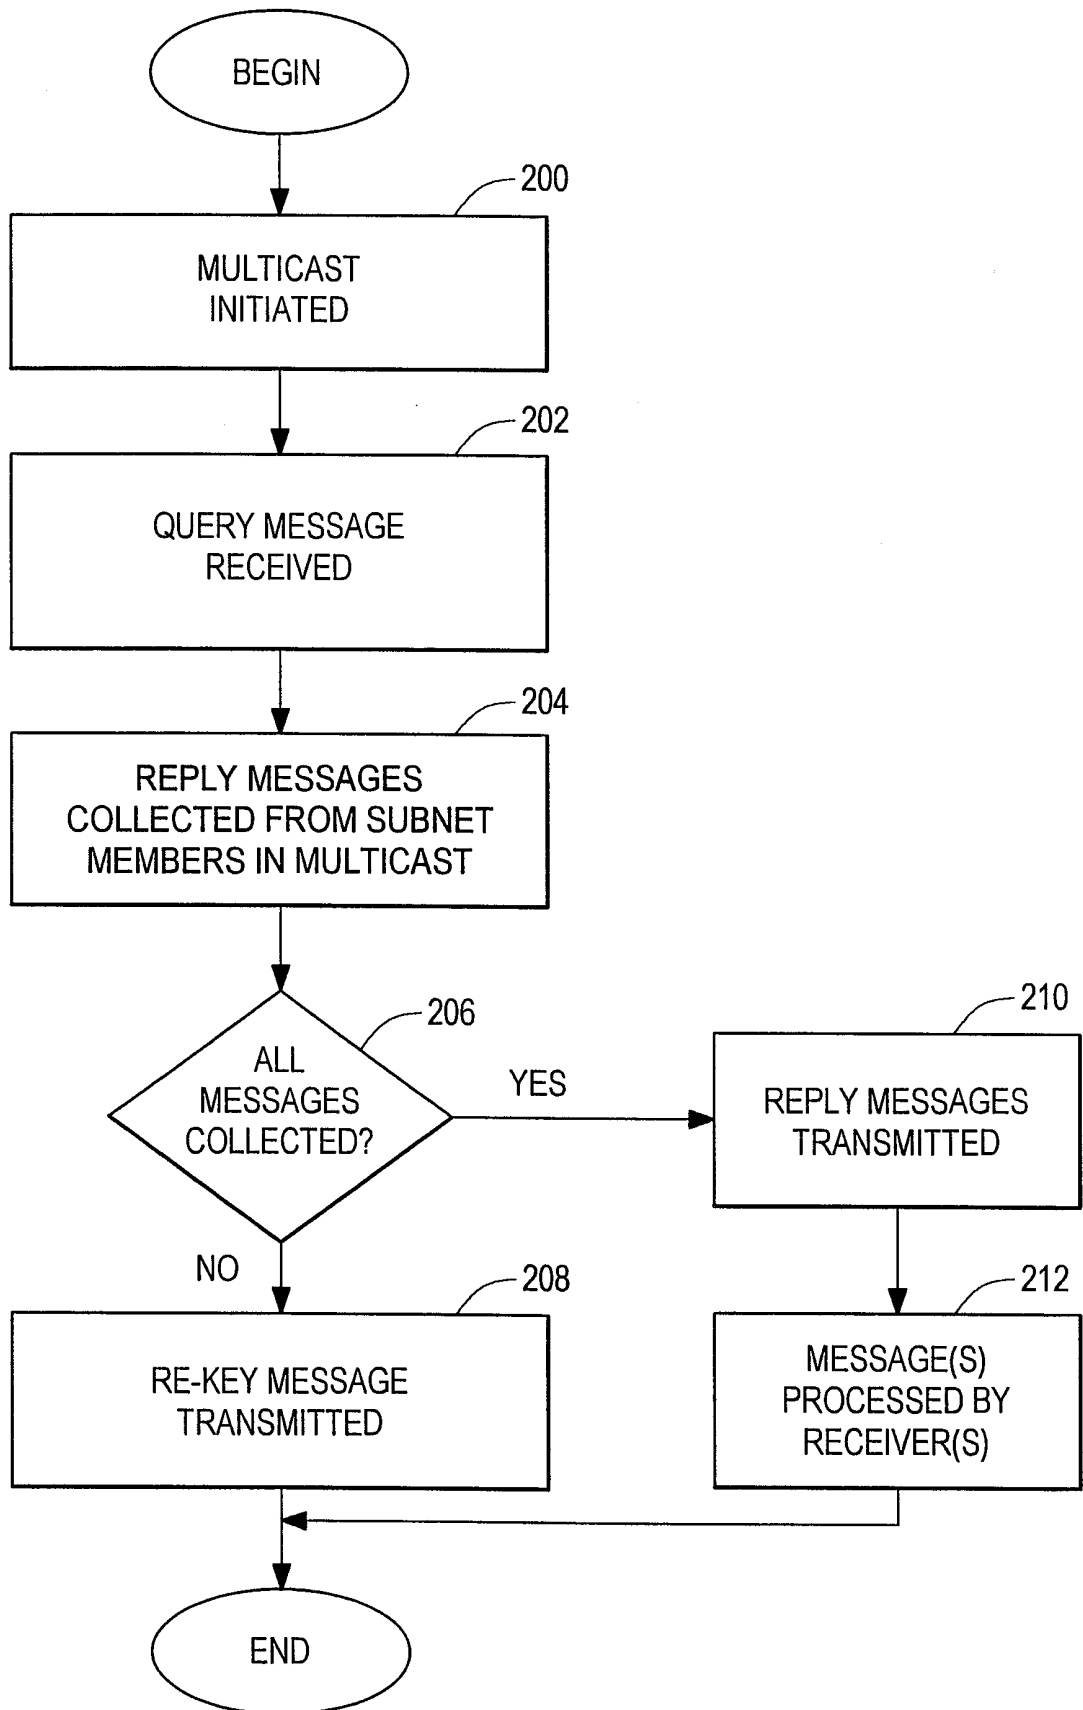 BEGIN
200
MULTICAST
INITIATED
202
QUERY MESSAGE
RECEIVED
204
REPLY MESSAGES
COLLECTED FROM SUBNET
MEMBERS IN MULTICAST
206
ALL
MESSAGES
COLLECTED?
YES
210
REPLY MESSAGES
TRANSMITTED
NO
208
RE-KEY MESSAGE
TRANSMITTED
212
MESSAGE(S)
PROCESSED BY
RECEIVER(S)
END